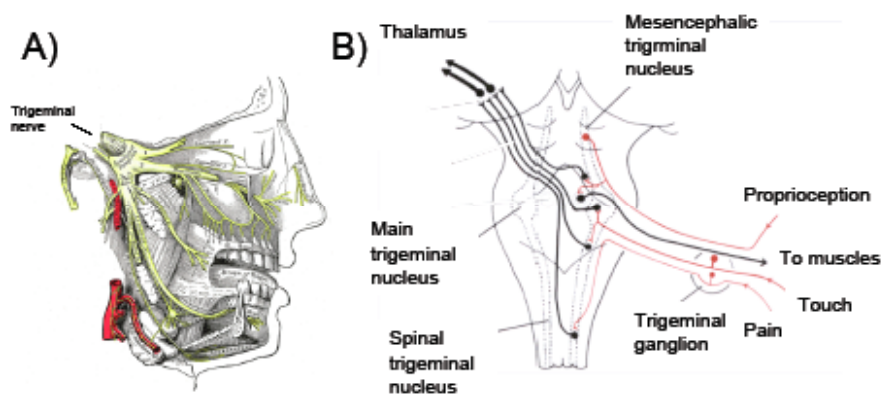 A)
Trigeminal
nerve
B)
Thalamus
Mesencephalic
trigrminal
nucleus
Proprioception
Main
trigeminal
nucleus
To muscles
Touch
Trigeminal
ganglion
Pain
Spinal
trigeminal
nucleus